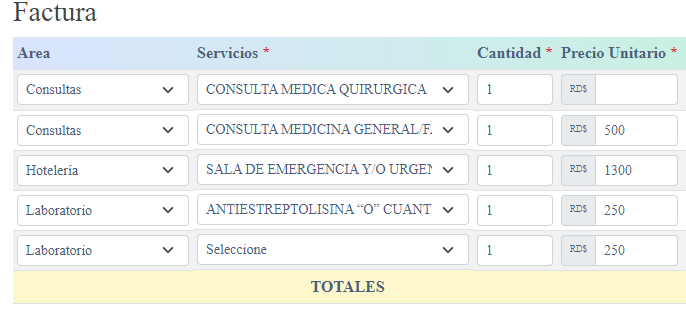 Factura
Area Servicios * Cantidad * Precio Unitario *
Consultas CONSULTA MEDICA QUIRURGICA 1 RD$
Consultas CONSULTA MEDICINA GENERAL/F 1 RD$ 500
Hotelería SALA DE EMERGENCIA Y/O URGEN 1 RD$ 1300
Laboratorio ANTIESTREPTOLISINA “O” CUANT 1 RD$ 250
Laboratorio Seleccione 1 RD$ 250
TOTALES